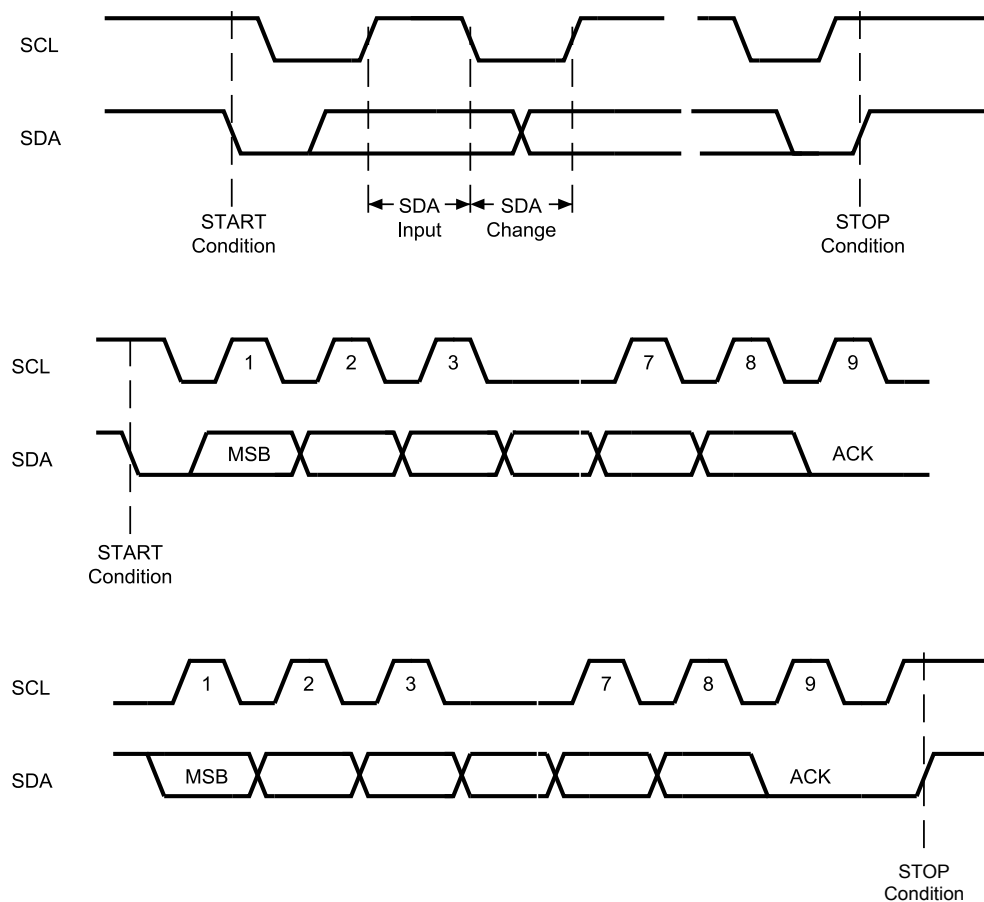 SCL
SDA
SDA
Input
SDA
Change
START
Condition
STOP
Condition
SCL
1
2
3
7
8
9
SDA
MSB
ACK
START
Condition
SCL
1
2
3
7
8
9
SDA
MSB
ACK
STOP
Condition